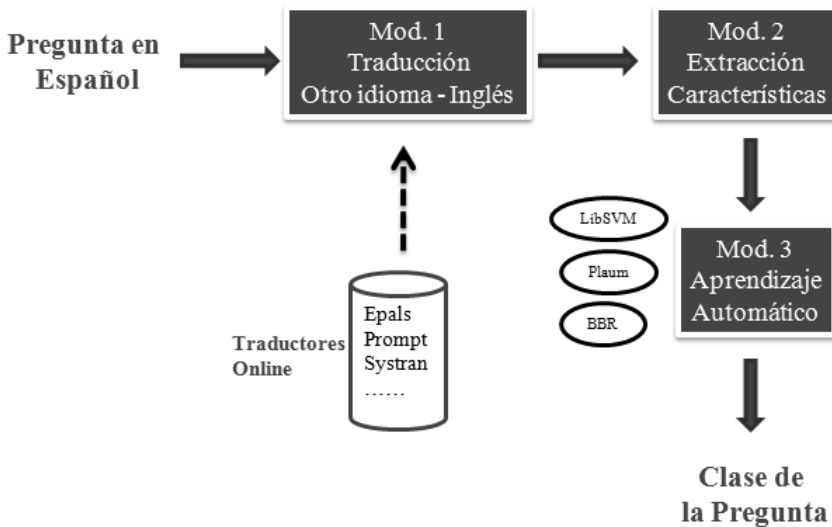 Pregunta en
Español
Mod. 1
Traducción
Otro idioma - Inglés
Mod. 2
Extracción
Características
LibSVM
Plaum
BBR
Mod. 3
Aprendizaje
Automático
Traductores
Online
Epals
Prompt
Systran
......
Clase de
la Pregunta